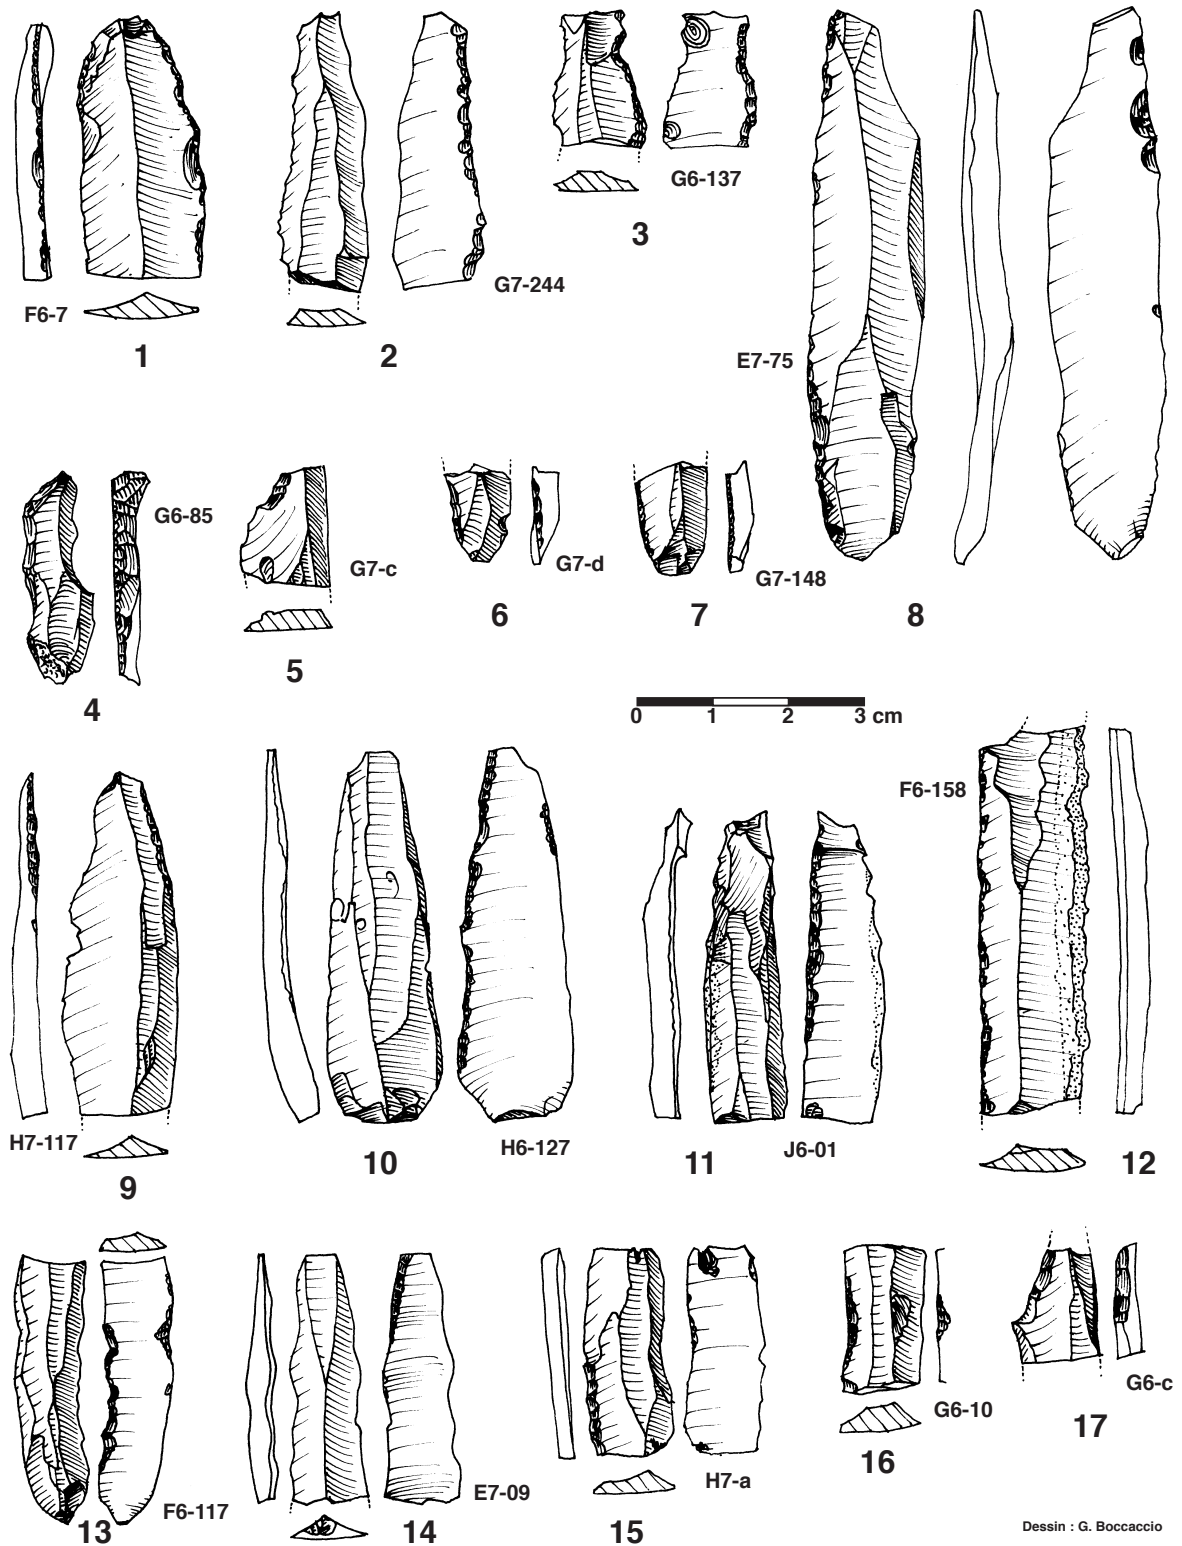 G6-137
3
G7-244
F6-7
1
2
E7-75
G6-85
G7-c
G7-d
G7-148
6
7
8
5
4
0 1 2 3 cm
F6-158
H7-117
9
10
H6-127
11
J6-01
12
G6-c
G6-10
17
16
H7-a
E7-09
F6-117
13
14
15
Dessin : G. Boccaccio